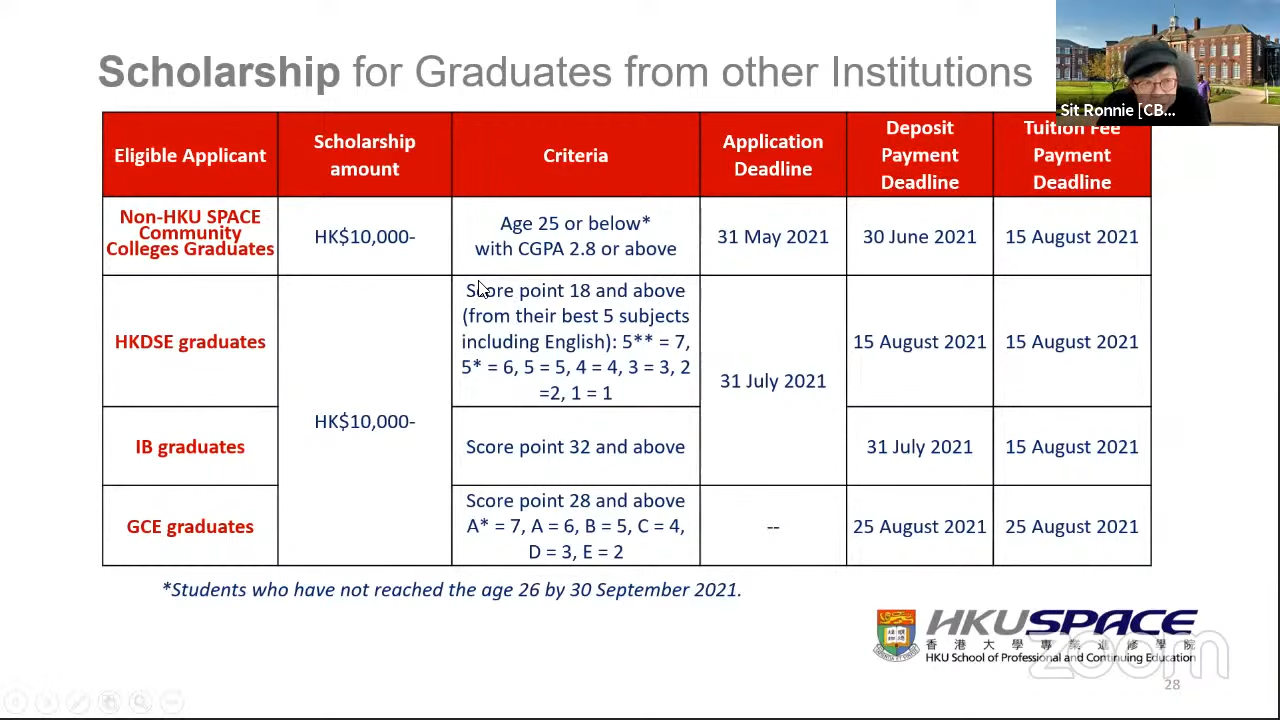 Scholarship for Graduates from other Institutions
Sit Ronnie [CB...
Eligible Applicant
Scholarship
amount
Criteria
Application
Deadline
Deposit
Payment
Deadline
Tuition Fee
Payment
Deadline
Non-HKU SPACE
Community
Colleges Graduates
HK$10,000-
Age 25 or below*
with CGPA 2.8 or above
31 May 2021
30 June 2021
15 August 2021
HKDSE graduates
HK$10,000-
Score point 18 and above
(from their best 5 subjects
including English): 5** = 7,
5* = 6, 5 = 5, 4 = 4, 3 = 3, 2
=2, 1 = 1
31 July 2021
15 August 2021
15 August 2021
IB graduates
Score point 32 and above
31 July 2021
15 August 2021
GCE graduates
Score point 28 and above
A* = 7, A = 6, B = 5, C = 4,
D = 3, E = 2
--
25 August 2021
25 August 2021
*Students who have not reached the age 26 by 30 September 2021.
HKUSPACE
香港大學專業進修學院
HKU School of Professional and Continuing Education
zoom
28